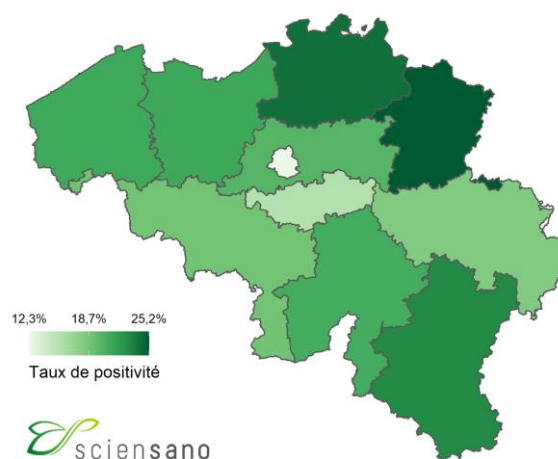 12,3% 18,7% 25,2%
Taux de positivité
sciensano